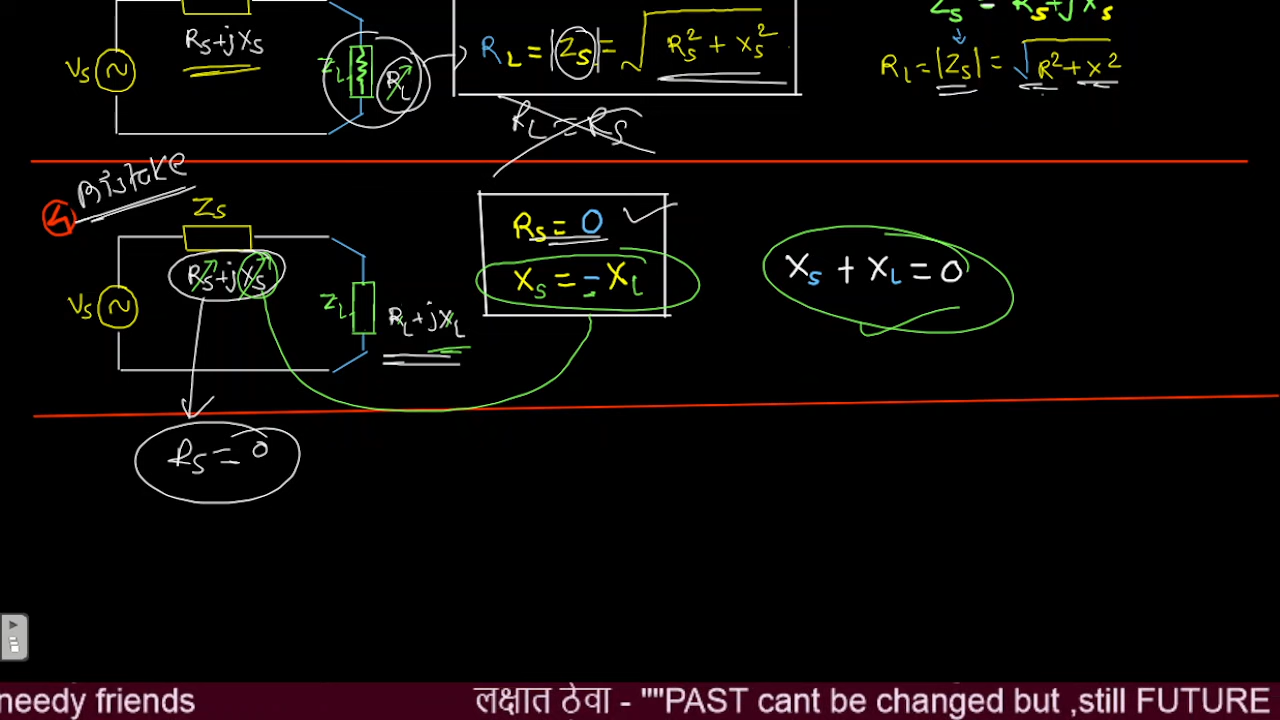 Zs = Rs+jXs
Rs+jXs
Vs
ZL
RL
RL = |Zs| = √Rs² + Xs²
RL = |Zs| = √R² + X²
RL = Rs
Mistake
4
Zs
Rs+jXs
Vs
ZL
RL+jXL
Rs = 0
Xs = -XL
Xs + XL = 0
Rs = 0
needy friends लक्षात ठेवा - ""PAST cant be changed but ,still FUTURE